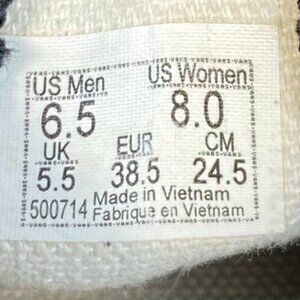 US Men US Women
6.5 8.0
UK EUR CM
5.5 38.5 24.5
500714 Made in Vietnam
Fabrique en Vietnam